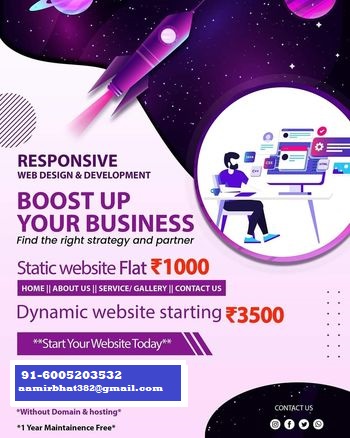 RESPONSIVE
WEB DESIGN & DEVELOPMENT
BOOST UP
YOUR BUSINESS
Find the right strategy and partner
Static website Flat ₹1000
HOME || ABOUT US || SERVICE/ GALLERY || CONTACT US
Dynamic website starting ₹3500
**Start Your Website Today**
91-6005203532
aamirbhat382@gmail.com
*Without Domain & hosting*
*1 Year Maintainence Free*
CONTACT US